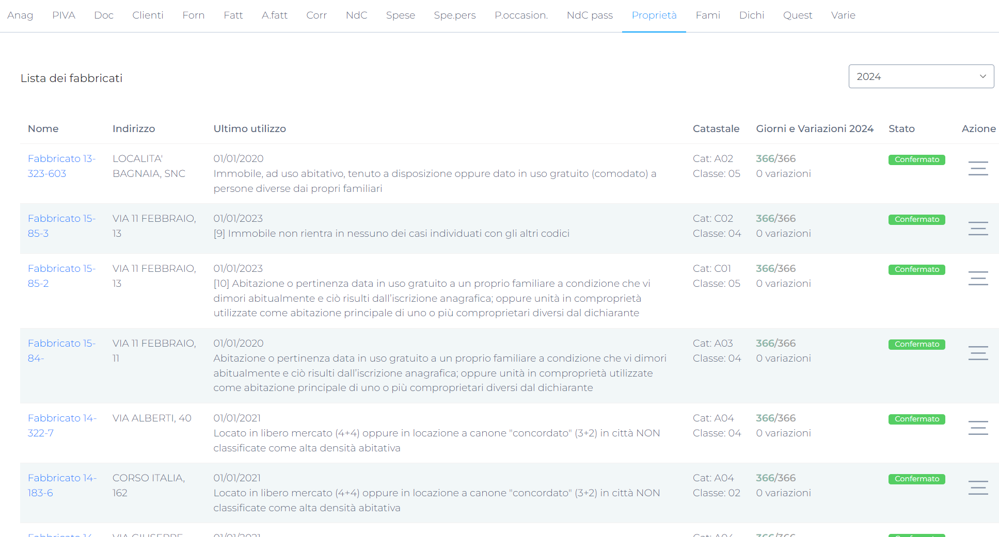 Anag PIVA Doc Clienti Forn Fatt A.fatt Corr NdC Spese Spe.pers P.occasion. NdC pass Proprietà Fami Dichi Quest Varie
Lista dei fabbricati
2024
Nome Indirizzo Ultimo utilizzo Catastale Giorni e Variazioni 2024 Stato Azione
Fabbricato 13- LOCALITA' 01/01/2020 Cat: A02 366/366 Confermato
323-603 BAGNAIA, SNC Immobile, ad uso abitativo, tenuto a disposizione oppure dato in uso gratuito (comodato) a Classe: 05 0 variazioni
persone diverse dai propri familiari
Fabbricato 15- VIA 11 FEBBRAIO, 01/01/2023 Cat: C02 366/366 Confermato
85-3 13 [9] Immobile non rientra in nessuno dei casi individuati con gli altri codici Classe: 04 0 variazioni
Fabbricato 15- VIA 11 FEBBRAIO, 01/01/2023 Cat: C01 366/366 Confermato
85-2 13 [10] Abitazione o pertinenza data in uso gratuito a un proprio familiare a condizione che vi Classe: 05 0 variazioni
dimori abitualmente e ciò risulti dall’iscrizione anagrafica; oppure unità in comproprietà
utilizzate come abitazione principale di uno o più comproprietari diversi dal dichiarante
Fabbricato 15- VIA 11 FEBBRAIO, 01/01/2020 Cat: A03 366/366 Confermato
84- 11 Abitazione o pertinenza data in uso gratuito a un proprio familiare a condizione che vi dimori Classe: 04 0 variazioni
abitualmente e ciò risulti dall’iscrizione anagrafica; oppure unità in comproprietà utilizzate
come abitazione principale di uno o più comproprietari diversi dal dichiarante
Fabbricato 14- VIA ALBERTI, 40 01/01/2021 Cat: A04 366/366 Confermato
322-7 Locato in libero mercato (4+4) oppure in locazione a canone "concordato" (3+2) in città NON Classe: 04 0 variazioni
classificate come alta densità abitativa
Fabbricato 14- CORSO ITALIA, 01/01/2021 Cat: A04 366/366 Confermato
183-6 162 Locato in libero mercato (4+4) oppure in locazione a canone "concordato" (3+2) in città NON Classe: 02 0 variazioni
classificate come alta densità abitativa
Fabbricato 14- VIA GIUSEPPE 01/01/2021 Cat: A04 366/366 Confermato